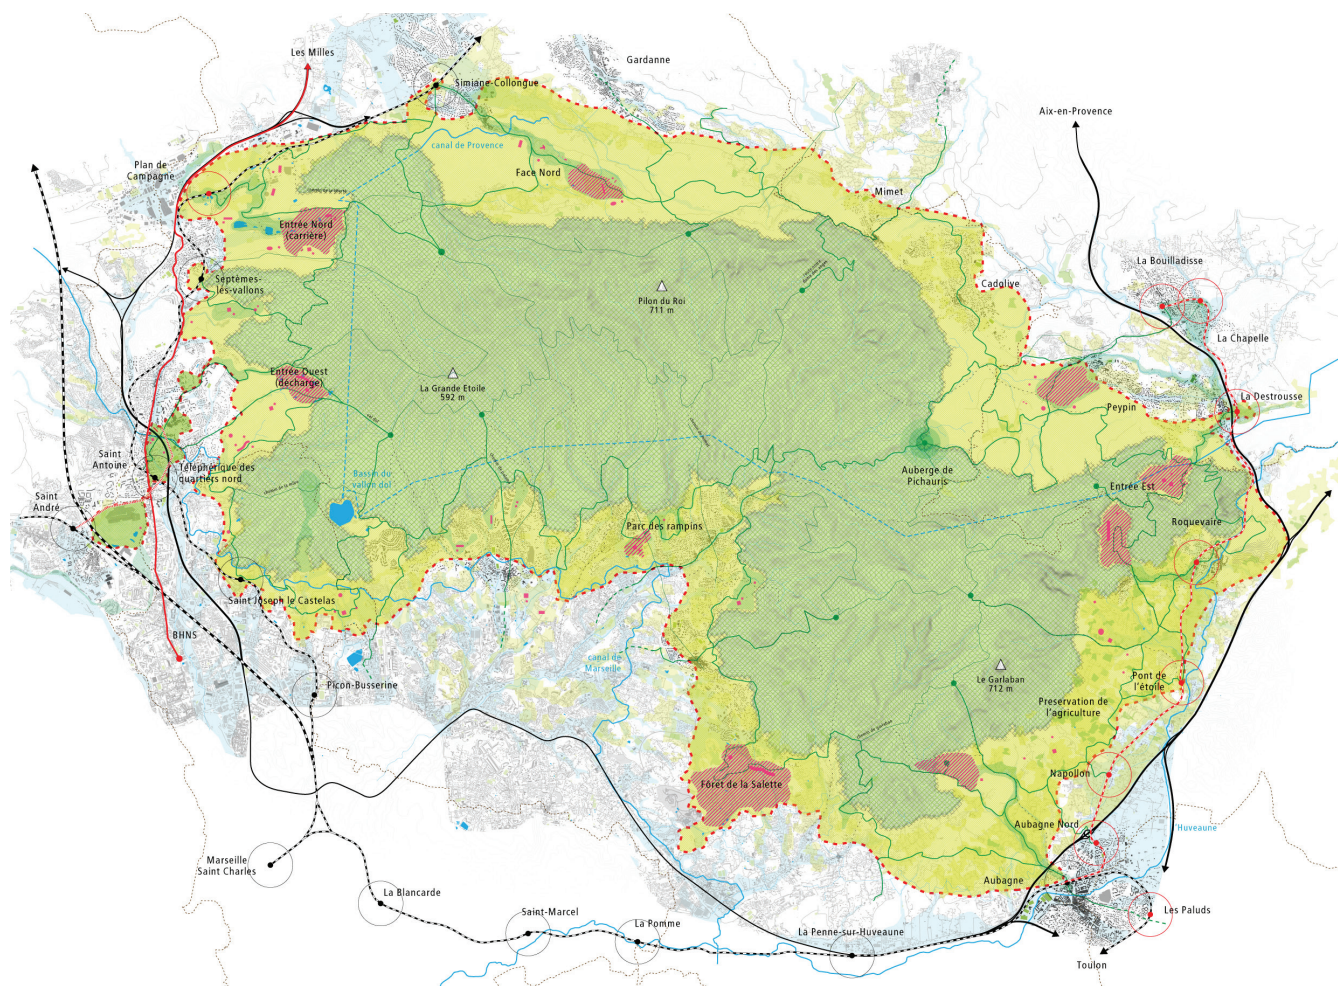 Les Milles
Gardanne
Simiane-Collongue
Aix-en-Provence
canal de Provence
Plan de
Campagne
Face Nord
Mimet
Entrée Nord
(carrière)
La Bouilladisse
Septèmes-
les-vallons
Cadolive
Pilon du Roi
711 m
La Chapelle
Entrée Ouest
(décharge)
La Grande Etoile
592 m
La Destrousse
Peypin
Saint
Antoine
Téléphérique des
quartiers nord
Bassin du
vallon dol
Auberge de
Pichauris
Entrée Est
Saint
André
Parc des rampins
Roquevaire
Saint Joseph le Castelas
BHNS
canal de
Marseille
Picon-Busserine
Le Garlaban
712 m
Pont de
l'étoile
Preservation de
l'agriculture
Napollon
Fôret de la Salette
Aubagne Nord
l'Huveaune
Marseille
Saint Charles
Aubagne
La Blancarde
Saint-Marcel
La Pomme
La Penne-sur-Huveaune
Les Paluds
Toulon